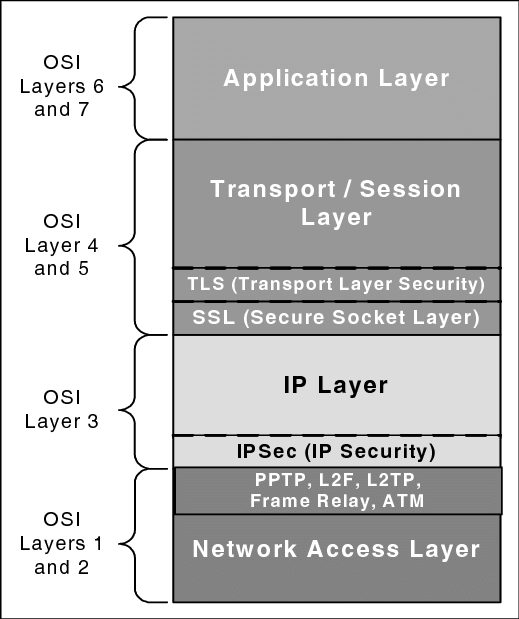 OSI
Layers 6
and 7
Application Layer
OSI
Layer 4
and 5
Transport / Session
Layer
TLS (Transport Layer Security)
SSL (Secure Socket Layer)
OSI
Layer 3
IP Layer
IPSec (IP Security)
OSI
Layers 1
and 2
PPTP, L2F, L2TP,
Frame Relay, ATM
Network Access Layer